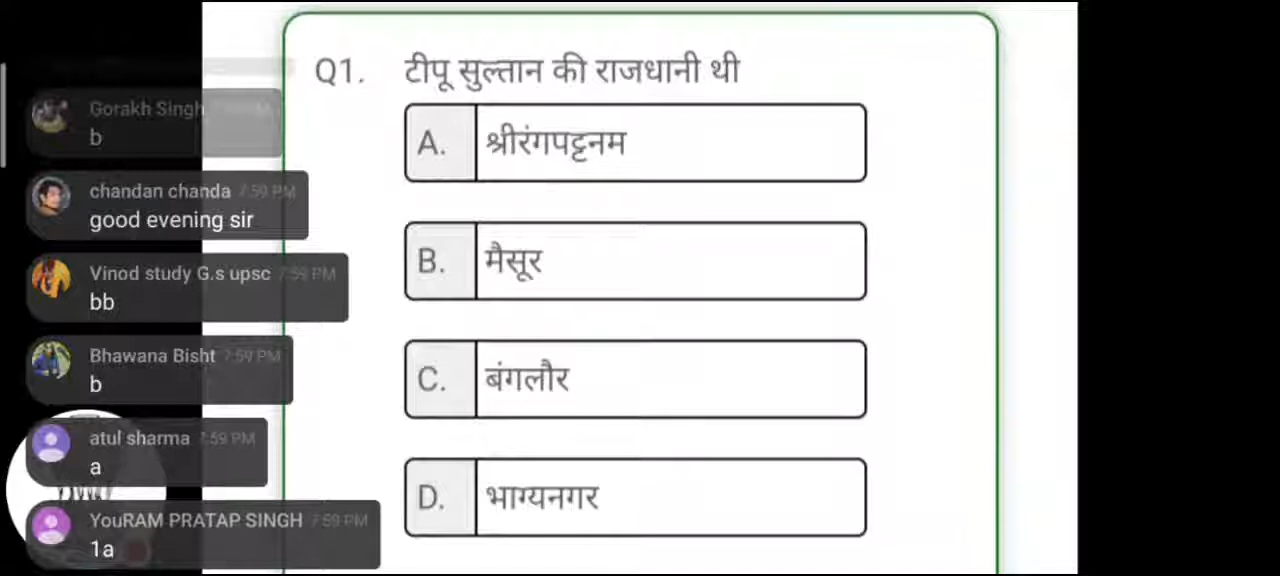 Gorakh Singh
b
chandan chanda 7:59 PM
good evening sir
Vinod study G.s upsc 7:59 PM
bb
Bhawana Bisht 7:59 PM
b
atul sharma 7:59 PM
a
YouRAM PRATAP SINGH 7:59 PM
1a
Q1. टीपू सुल्तान की राजधानी थी
A. श्रीरंगपट्टनम
B. मैसूर
C. बंगलौर
D. भाग्यनगर